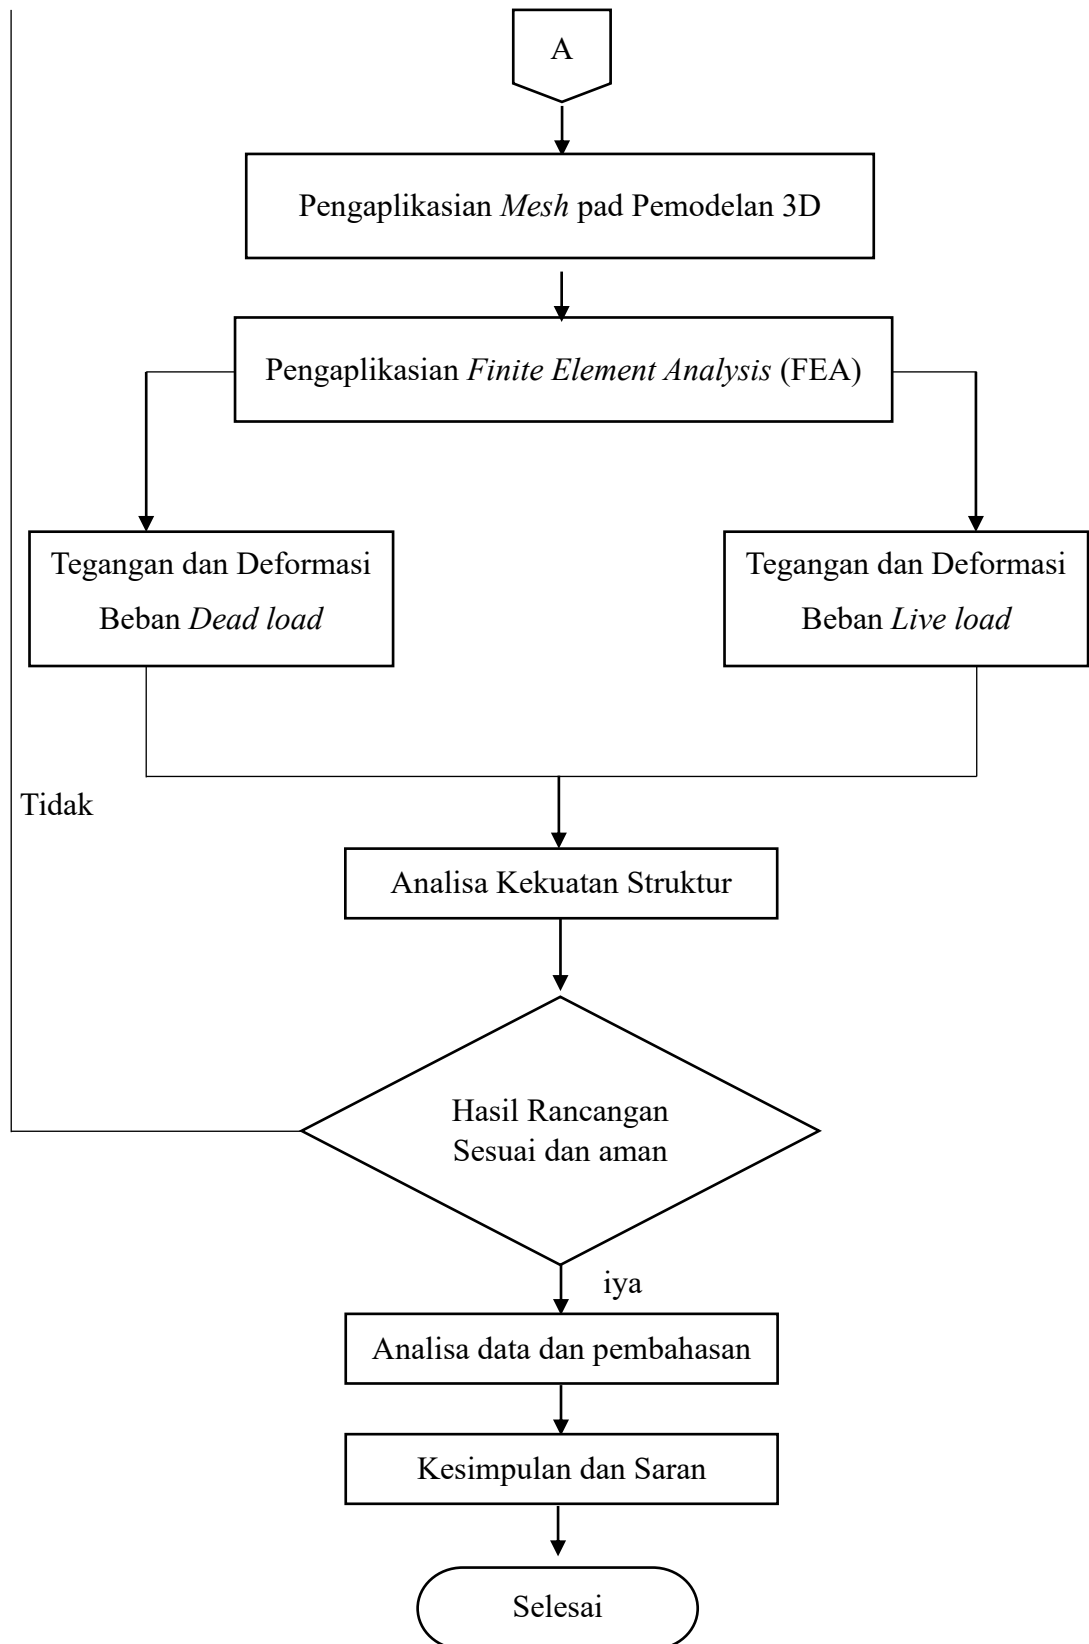 A
Pengaplikasian Mesh pad Pemodelan 3D
Pengaplikasian Finite Element Analysis (FEA)
Tegangan dan Deformasi
Beban Dead load
Tegangan dan Deformasi
Beban Live load
Tidak
Analisa Kekuatan Struktur
Hasil Rancangan
Sesuai dan aman
iya
Analisa data dan pembahasan
Kesimpulan dan Saran
Selesai